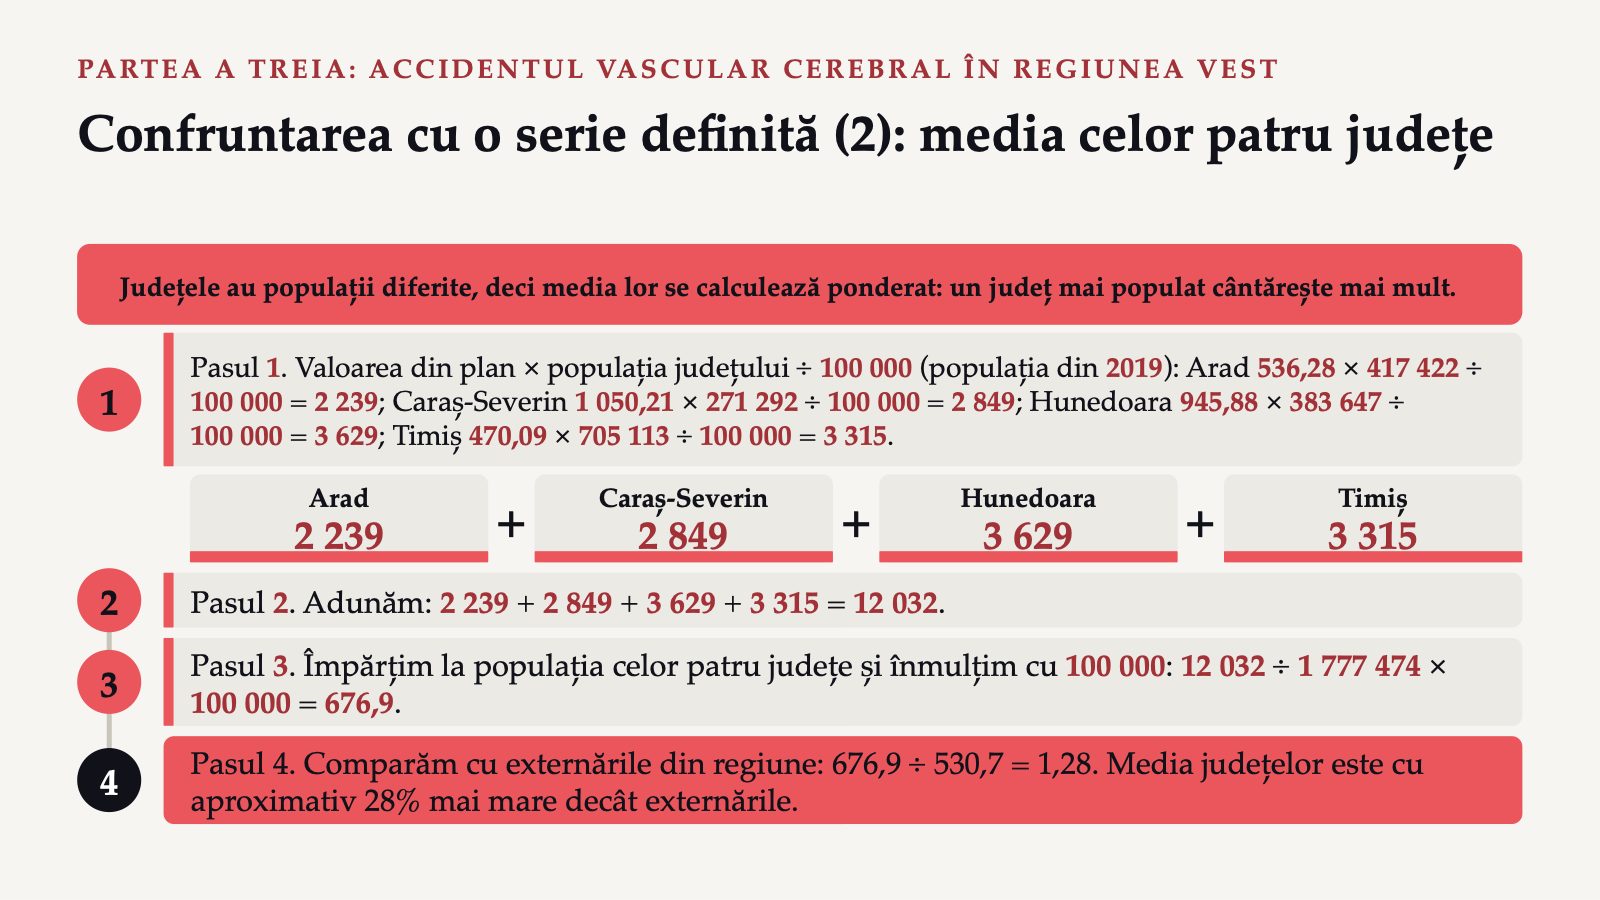 PARTEA A TREIA: ACCIDENTUL VASCULAR CEREBRAL ÎN REGIUNEA VEST
Confruntarea cu o serie definită (2): media celor patru județe
Județele au populații diferite, deci media lor se calculează ponderat: un județ mai populat cântărește mai mult.
1
Pasul 1. Valoarea din plan × populația județului ÷ 100 000 (populația din 2019): Arad 536,28 × 417 422 ÷
100 000 = 2 239; Caraș-Severin 1 050,21 × 271 292 ÷ 100 000 = 2 849; Hunedoara 945,88 × 383 647 ÷
100 000 = 3 629; Timiș 470,09 × 705 113 ÷ 100 000 = 3 315.
Arad + Caraș-Severin + Hunedoara + Timiș
2 239 2 849 3 629 3 315
2
Pasul 2. Adunăm: 2 239 + 2 849 + 3 629 + 3 315 = 12 032.
3
Pasul 3. Împărțim la populația celor patru județe și înmulțim cu 100 000: 12 032 ÷ 1 777 474 ×
100 000 = 676,9.
4
Pasul 4. Comparăm cu externările din regiune: 676,9 ÷ 530,7 = 1,28. Media județelor este cu
aproximativ 28% mai mare decât externările.